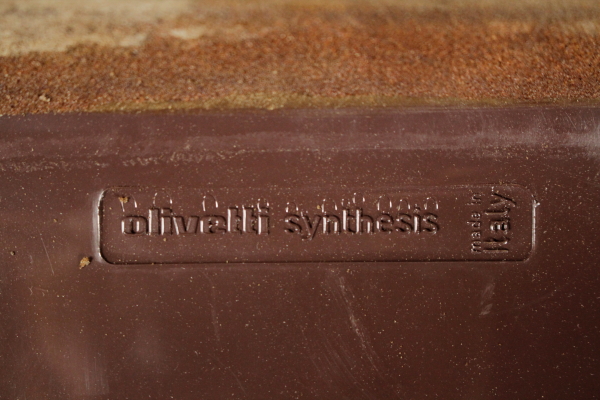 olivetti synthesis
made in
italy